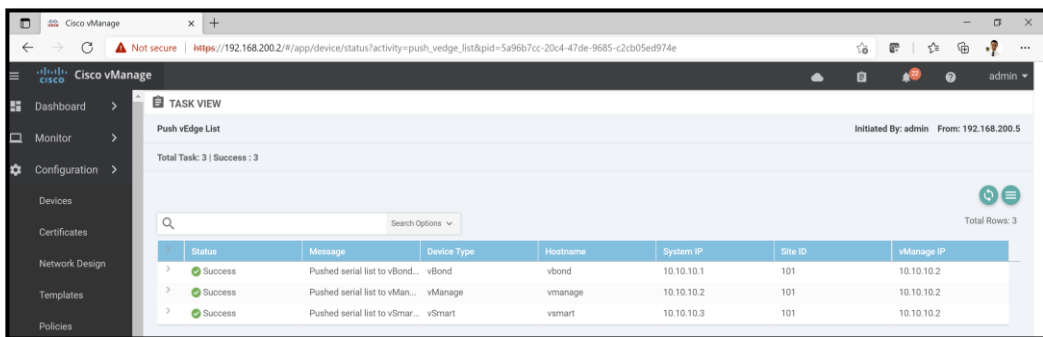 Cisco vManage
Not secure | https://192.168.200.2/#/app/device/status?activity=push_vedge_list&pid=5a96b7cc-20c4-47de-9685-c2cb05ed974e
cisco Cisco vManage 22 admin
Dashboard
TASK VIEW
Push vEdge List Initiated By: admin From: 192.168.200.5
Monitor
Total Task: 3 | Success : 3
Configuration
Devices
Search Options Total Rows: 3
Certificates
Status Message Device Type Hostname System IP Site ID vManage IP
Network Design
Success Pushed serial list to vBond... vBond vbond 10.10.10.1 101 10.10.10.2
Success Pushed serial list to vMan... vManage vmanage 10.10.10.2 101 10.10.10.2
Templates
Success Pushed serial list to vSmar... vSmart vsmart 10.10.10.3 101 10.10.10.2
Policies